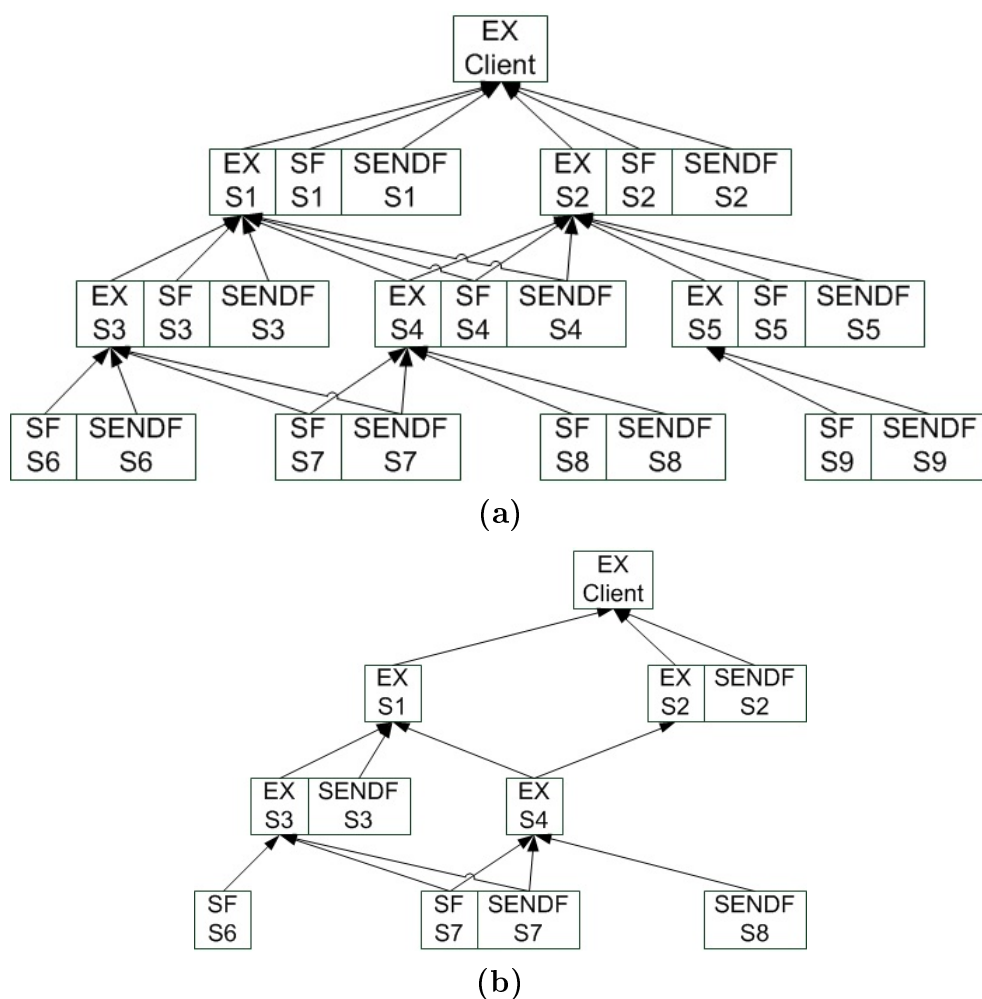 EX
Client
EX SF SENDF EX SF SENDF
S1 S1 S1 S2 S2 S2
EX SF SENDF EX SF SENDF EX SF SENDF
S3 S3 S3 S4 S4 S4 S5 S5 S5
SF SENDF SF SENDF SF SENDF SF SENDF
S6 S6 S7 S7 S8 S8 S9 S9
(a)
EX
Client
EX EX SENDF
S1 S2 S2
EX SENDF EX
S3 S3 S4
SF SF SENDF SENDF
S6 S7 S7 S8
(b)